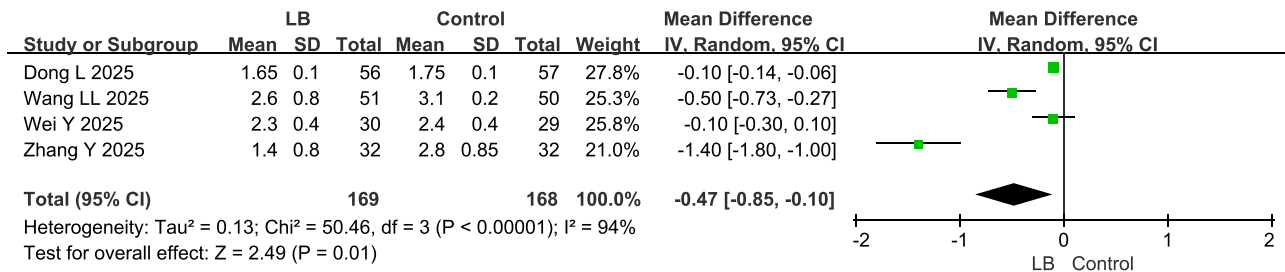 LB Control Mean Difference Mean Difference
Study or Subgroup Mean SD Total Mean SD Total Weight IV, Random, 95% CI IV, Random, 95% CI
Dong L 2025 1.65 0.1 56 1.75 0.1 57 27.8% -0.10 [-0.14, -0.06]
Wang LL 2025 2.6 0.8 51 3.1 0.2 50 25.3% -0.50 [-0.73, -0.27]
Wei Y 2025 2.3 0.4 30 2.4 0.4 29 25.8% -0.10 [-0.30, 0.10]
Zhang Y 2025 1.4 0.8 32 2.8 0.85 32 21.0% -1.40 [-1.80, -1.00]
Total (95% CI) 169 168 100.0% -0.47 [-0.85, -0.10]
Heterogeneity: Tau² = 0.13; Chi² = 50.46, df = 3 (P < 0.00001); I² = 94%
Test for overall effect: Z = 2.49 (P = 0.01)
-2 -1 0 1 2
LB Control